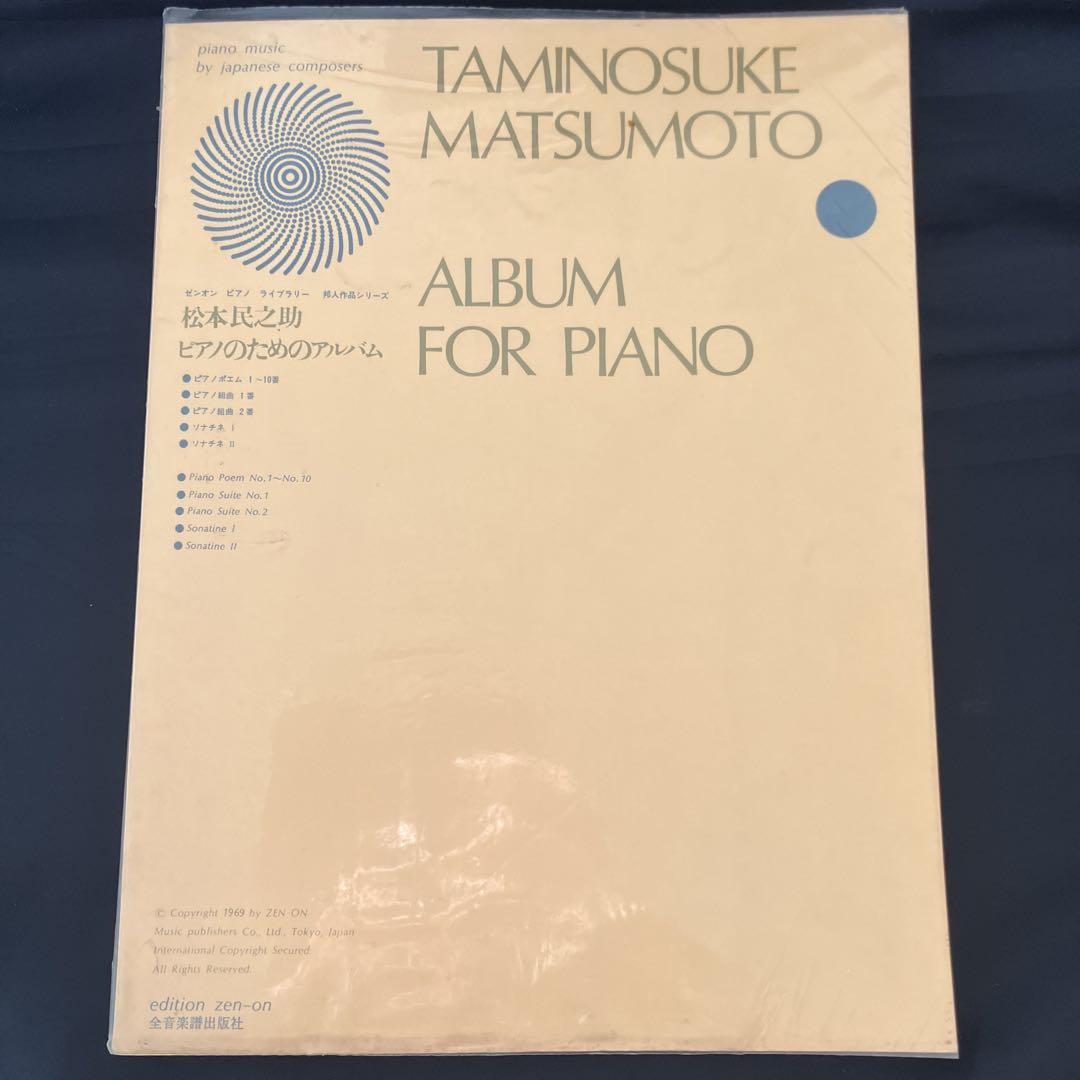 piano music
by japanese composers
TAMINOSUKE
MATSUMOTO
ALBUM
FOR PIANO
ゼンオン ピアノ ライブラリー 邦人作品シリーズ
松本民之助
ピアノのためのアルバム
●ピアノポエム 1〜10番
●ピアノ組曲 1番
●ピアノ組曲 2番
●ソナチネ I
●ソナチネ II
●Piano Poem No.1〜No.10
●Piano Suite No.1
●Piano Suite No.2
●Sonatine I
●Sonatine II
© Copyright 1969 by ZEN-ON
Music publishers Co., Ltd., Tokyo, Japan
International Copyright Secured.
All Rights Reserved.
edition zen-on
全音楽譜出版社